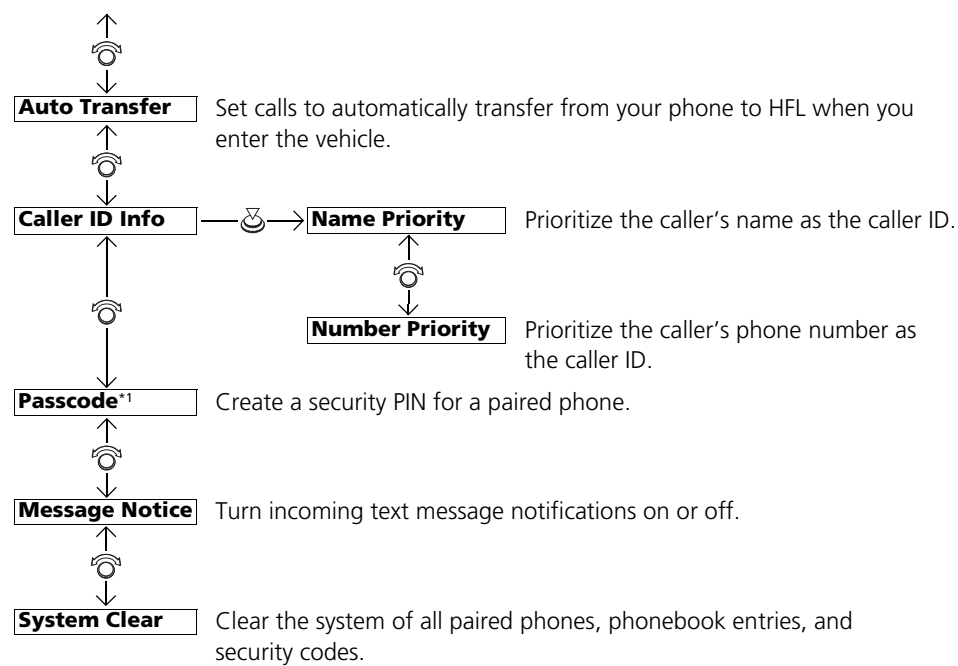 Auto Transfer
Set calls to automatically transfer from your phone to HFL when you
enter the vehicle.
Caller ID Info
Name Priority
Prioritize the caller’s name as the caller ID.
Number Priority
Prioritize the caller’s phone number as
the caller ID.
Passcode*1
Create a security PIN for a paired phone.
Message Notice
Turn incoming text message notifications on or off.
System Clear
Clear the system of all paired phones, phonebook entries, and
security codes.